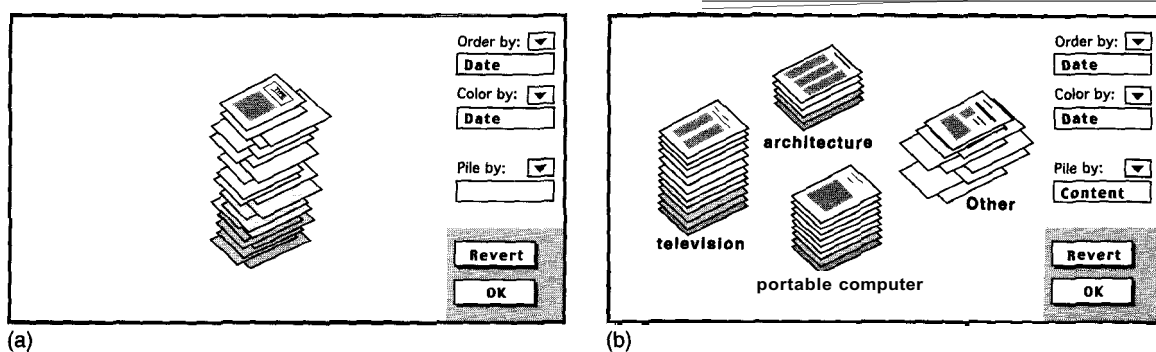 Order by:
Date
Color by:
Date
Pile by:
Revert
OK
(a)
architecture
television
portable computer
Other
Order by:
Date
Color by:
Date
Pile by:
Content
Revert
OK
(b)